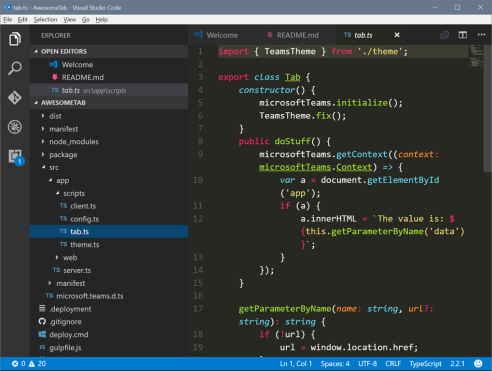 tab.ts - AwesomeTab - Visual Studio Code
File Edit Selection View Go Debug Help
EXPLORER
OPEN EDITORS
Welcome
README.md
tab.ts src\app\scripts
AWESOMETAB
dist
manifest
node_modules
package
src
app
scripts
client.ts
config.ts
tab.ts
theme.ts
web
server.ts
manifest
microsoft.teams.d.ts
.deployment
.gitignore
deploy.cmd
gulpfile.js
1
Welcome README.md tab.ts
1 import { TeamsTheme } from './theme';
2
3 export class Tab {
4 constructor() {
5 microsoftTeams.initialize();
6 TeamsTheme.fix();
7 }
8 public doStuff() {
9 microsoftTeams.getContext((context:
microsoftTeams.Context) => {
10 var a = document.getElementById
('app');
11 if (a) {
12 a.innerHTML = `The value is: $
{this.getParameterByName('data')
}`;
13 }
14 });
15 }
16
17 getParameterByName(name: string, url?:
string): string {
18 if (!url) {
19 url = window.location.href;
0 20
Ln 1, Col 1 Spaces: 4 UTF-8 CRLF TypeScript 2.2.1